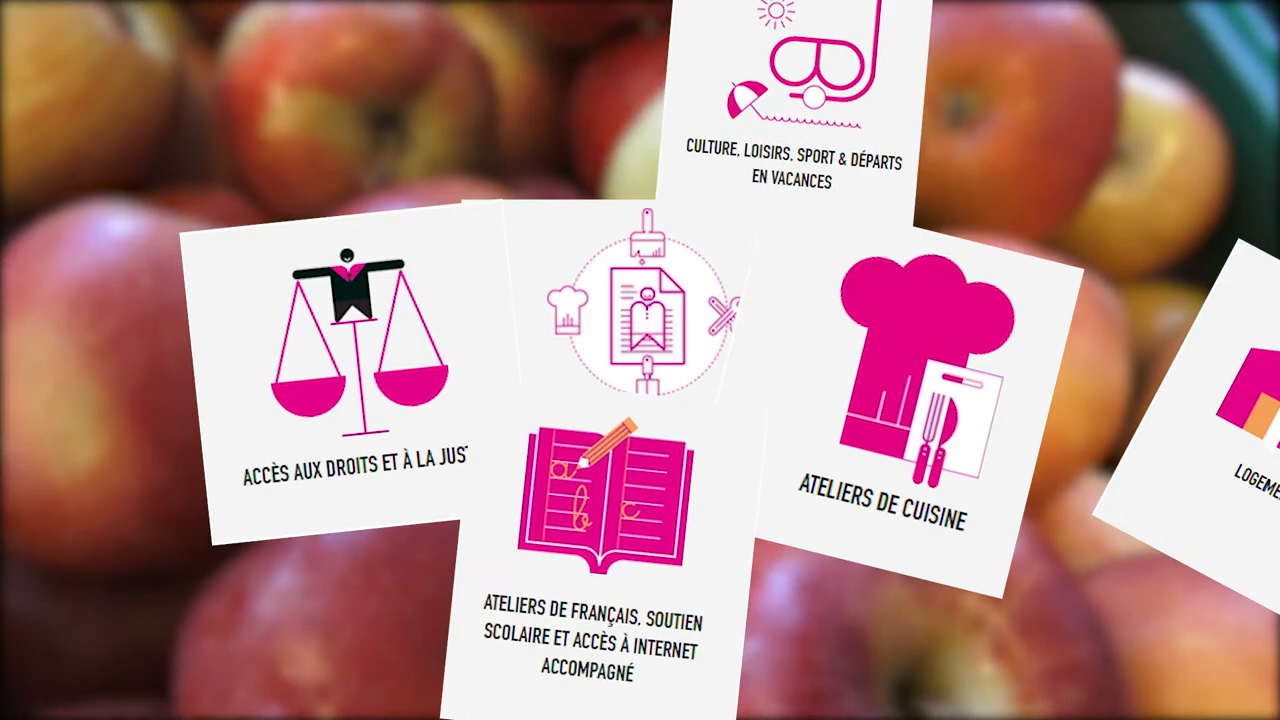 CULTURE, LOISIRS, SPORT & DÉPARTS
EN VACANCES
ACCÈS AUX DROITS ET À LA
ATELIERS DE CUISINE
ATELIERS DE FRANÇAIS, SOUTIEN
SCOLAIRE ET ACCÈS À INTERNET
ACCOMPAGNÉ
a
b c